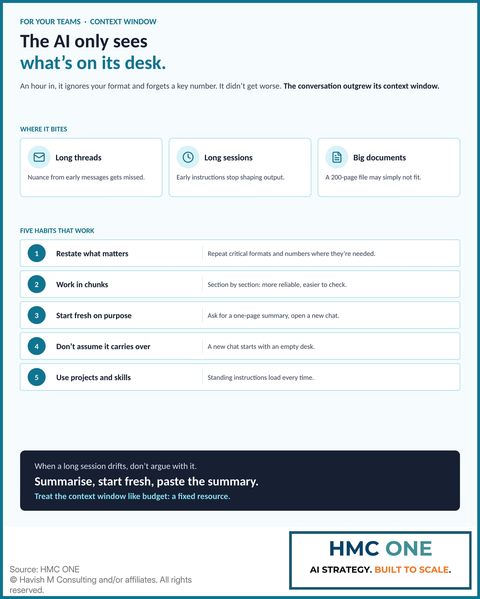 FOR YOUR TEAMS · CONTEXT WINDOW
The AI only sees
what's on its desk.
An hour in, it ignores your format and forgets a key number. It didn't get worse. The conversation outgrew its context window.
WHERE IT BITES
Long threads
Nuance from early messages gets missed.
Long sessions
Early instructions stop shaping output.
Big documents
A 200-page file may simply not fit.
FIVE HABITS THAT WORK
1 Restate what matters Repeat critical formats and numbers where they're needed.
2 Work in chunks Section by section: more reliable, easier to check.
3 Start fresh on purpose Ask for a one-page summary, open a new chat.
4 Don't assume it carries over A new chat starts with an empty desk.
5 Use projects and skills Standing instructions load every time.
When a long session drifts, don't argue with it.
Summarise, start fresh, paste the summary.
Treat the context window like budget: a fixed resource.
HMC ONE
AI STRATEGY. BUILT TO SCALE.
Source: HMC ONE
© Havish M Consulting and/or affiliates. All rights
reserved.